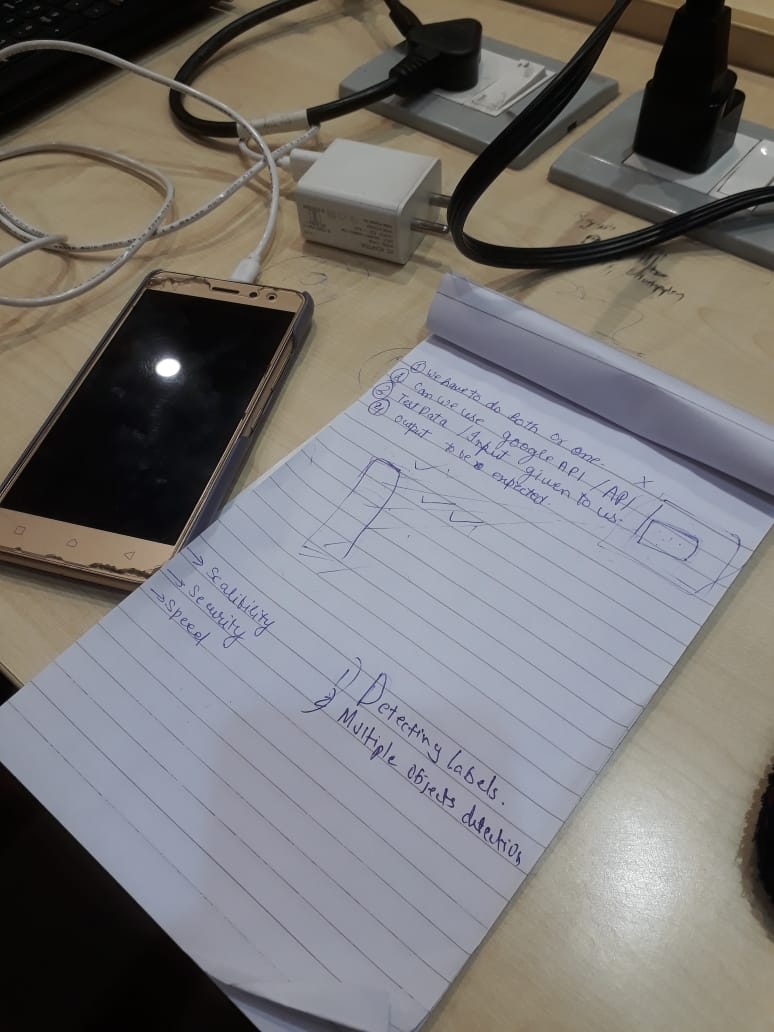 ① We have to do both or one.
② Can we use google API / API X
③ Test Data / Input given to us.
④ output to be expected.
→ Scalibility
→ Security
→ Speed
1) Detecting labels.
2) Multiple objects detection